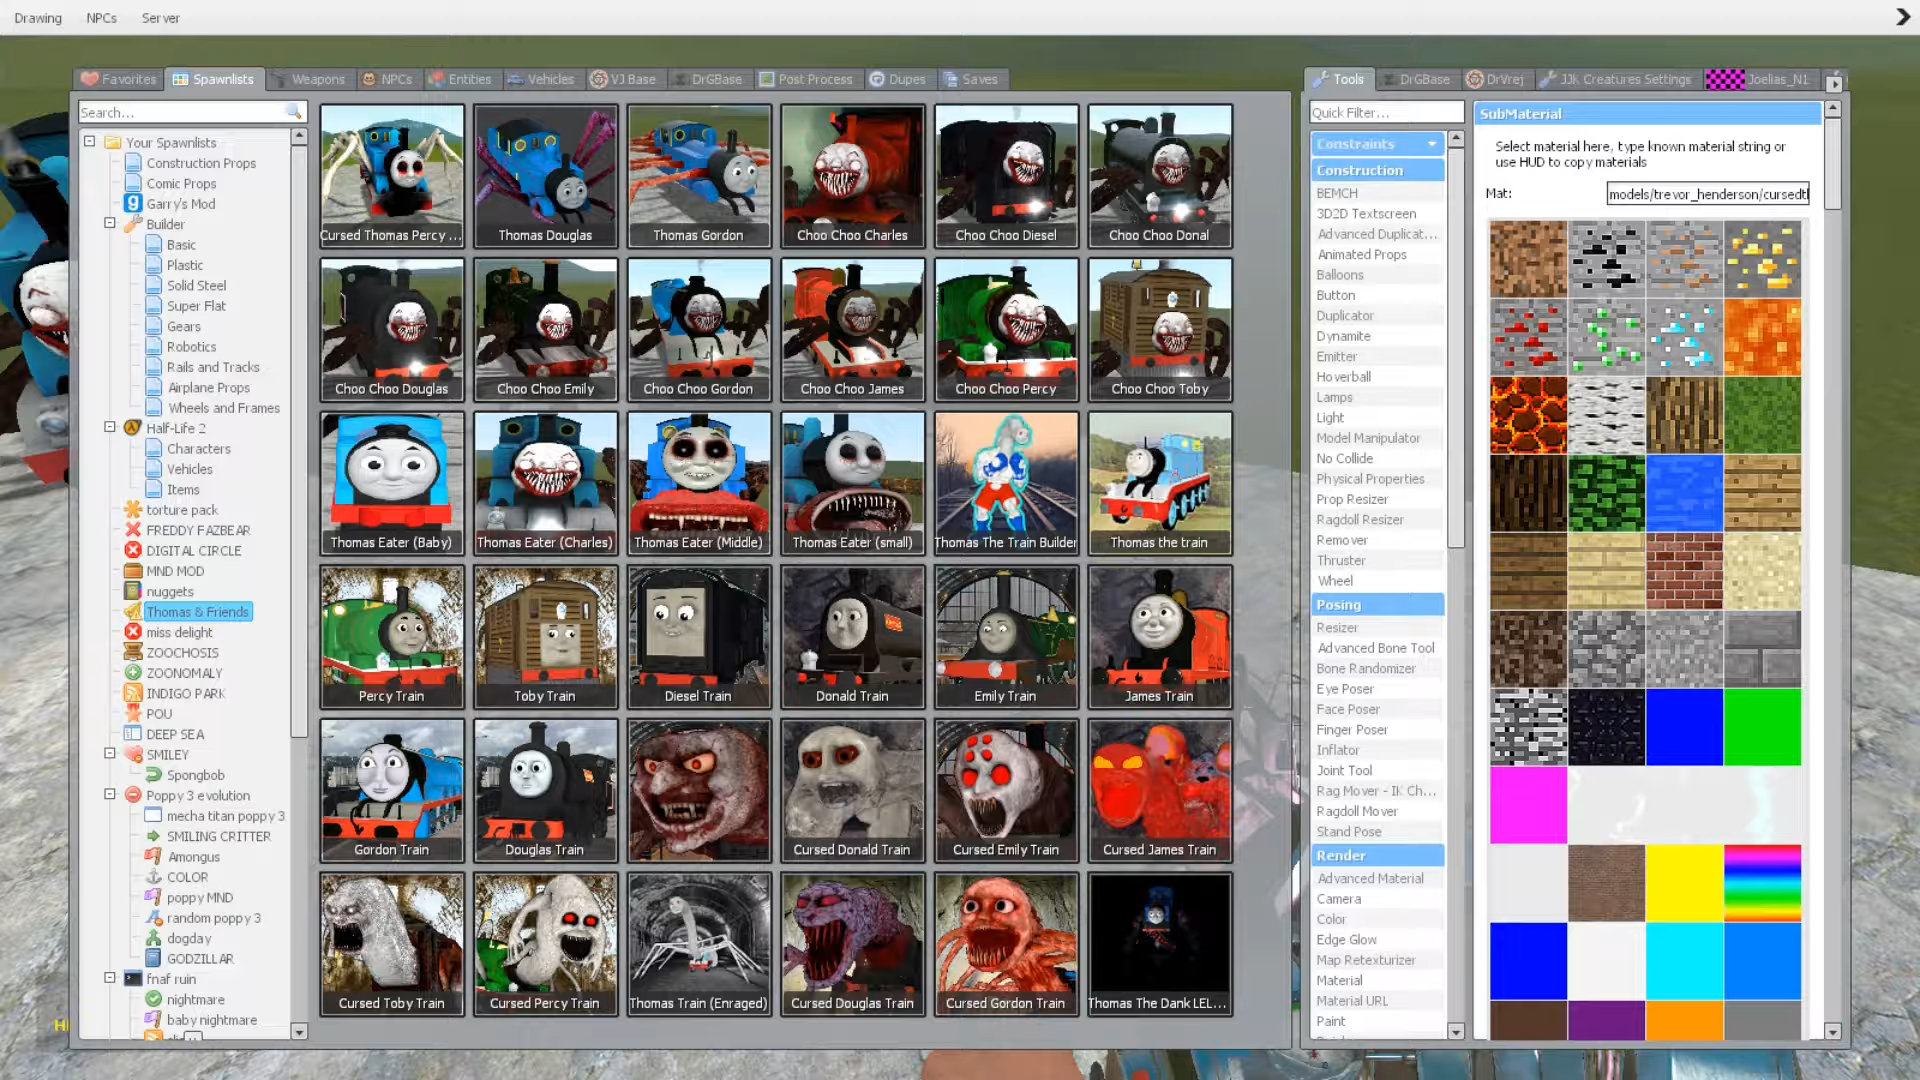 Drawing NPCs Server
Favorites Spawnlists Weapons NPCs Entities Vehicles VJ Base DrGBase Post Process Dupes Saves
Search...
Your Spawnlists
Construction Props
Comic Props
Garry's Mod
Builder
Basic
Plastic
Solid Steel
Super Flat
Gears
Robotics
Rails and Tracks
Airplane Props
Wheels and Frames
Half-Life 2
Characters
Vehicles
Items
torture pack
FREDDY FAZBEAR
DIGITAL CIRCLE
MND MOD
nuggets
Thomas & Friends
miss delight
ZOOCHOSIS
ZOONOMALY
INDIGO PARK
POU
DEEP SEA
SMILEY
Spongbob
Poppy 3 evolution
mecha titan poppy 3
SMILING CRITTER
Amongus
COLOR
poppy MND
random poppy 3
dogday
GODZILLAR
fnaf ruin
nightmare
baby nightmare
Cursed Thomas Percy ... Thomas Douglas Thomas Gordon Choo Choo Charles Choo Choo Diesel Choo Choo Donal
Choo Choo Douglas Choo Choo Emily Choo Choo Gordon Choo Choo James Choo Choo Percy Choo Choo Toby
Thomas Eater (Baby) Thomas Eater (Charles) Thomas Eater (Middle) Thomas Eater (small) Thomas The Train Builder Thomas the train
Percy Train Toby Train Diesel Train Donald Train Emily Train James Train
Gordon Train Douglas Train Cursed Donald Train Cursed Emily Train Cursed James Train
Cursed Toby Train Cursed Percy Train Thomas Train (Enraged) Cursed Douglas Train Cursed Gordon Train Thomas The Dank LEL...
Tools DrGBase DrVrej JJk Creatures Settings Joelias_N1
Quick Filter...
Constraints
Construction
BEMCH
3D2D Textscreen
Advanced Duplicat...
Animated Props
Balloons
Button
Duplicator
Dynamite
Emitter
Hoverball
Lamps
Light
Model Manipulator
No Collide
Physical Properties
Prop Resizer
Ragdoll Resizer
Remover
Thruster
Wheel
Posing
Resizer
Advanced Bone Tool
Bone Randomizer
Eye Poser
Face Poser
Finger Poser
Inflator
Joint Tool
Rag Mover - IK Ch...
Ragdoll Mover
Stand Pose
Render
Advanced Material
Camera
Color
Edge Glow
Map Retexturizer
Material
Material URL
Paint
SubMaterial
Select material here, type known material string or
use HUD to copy materials
Mat: models/trevor_henderson/cursedt